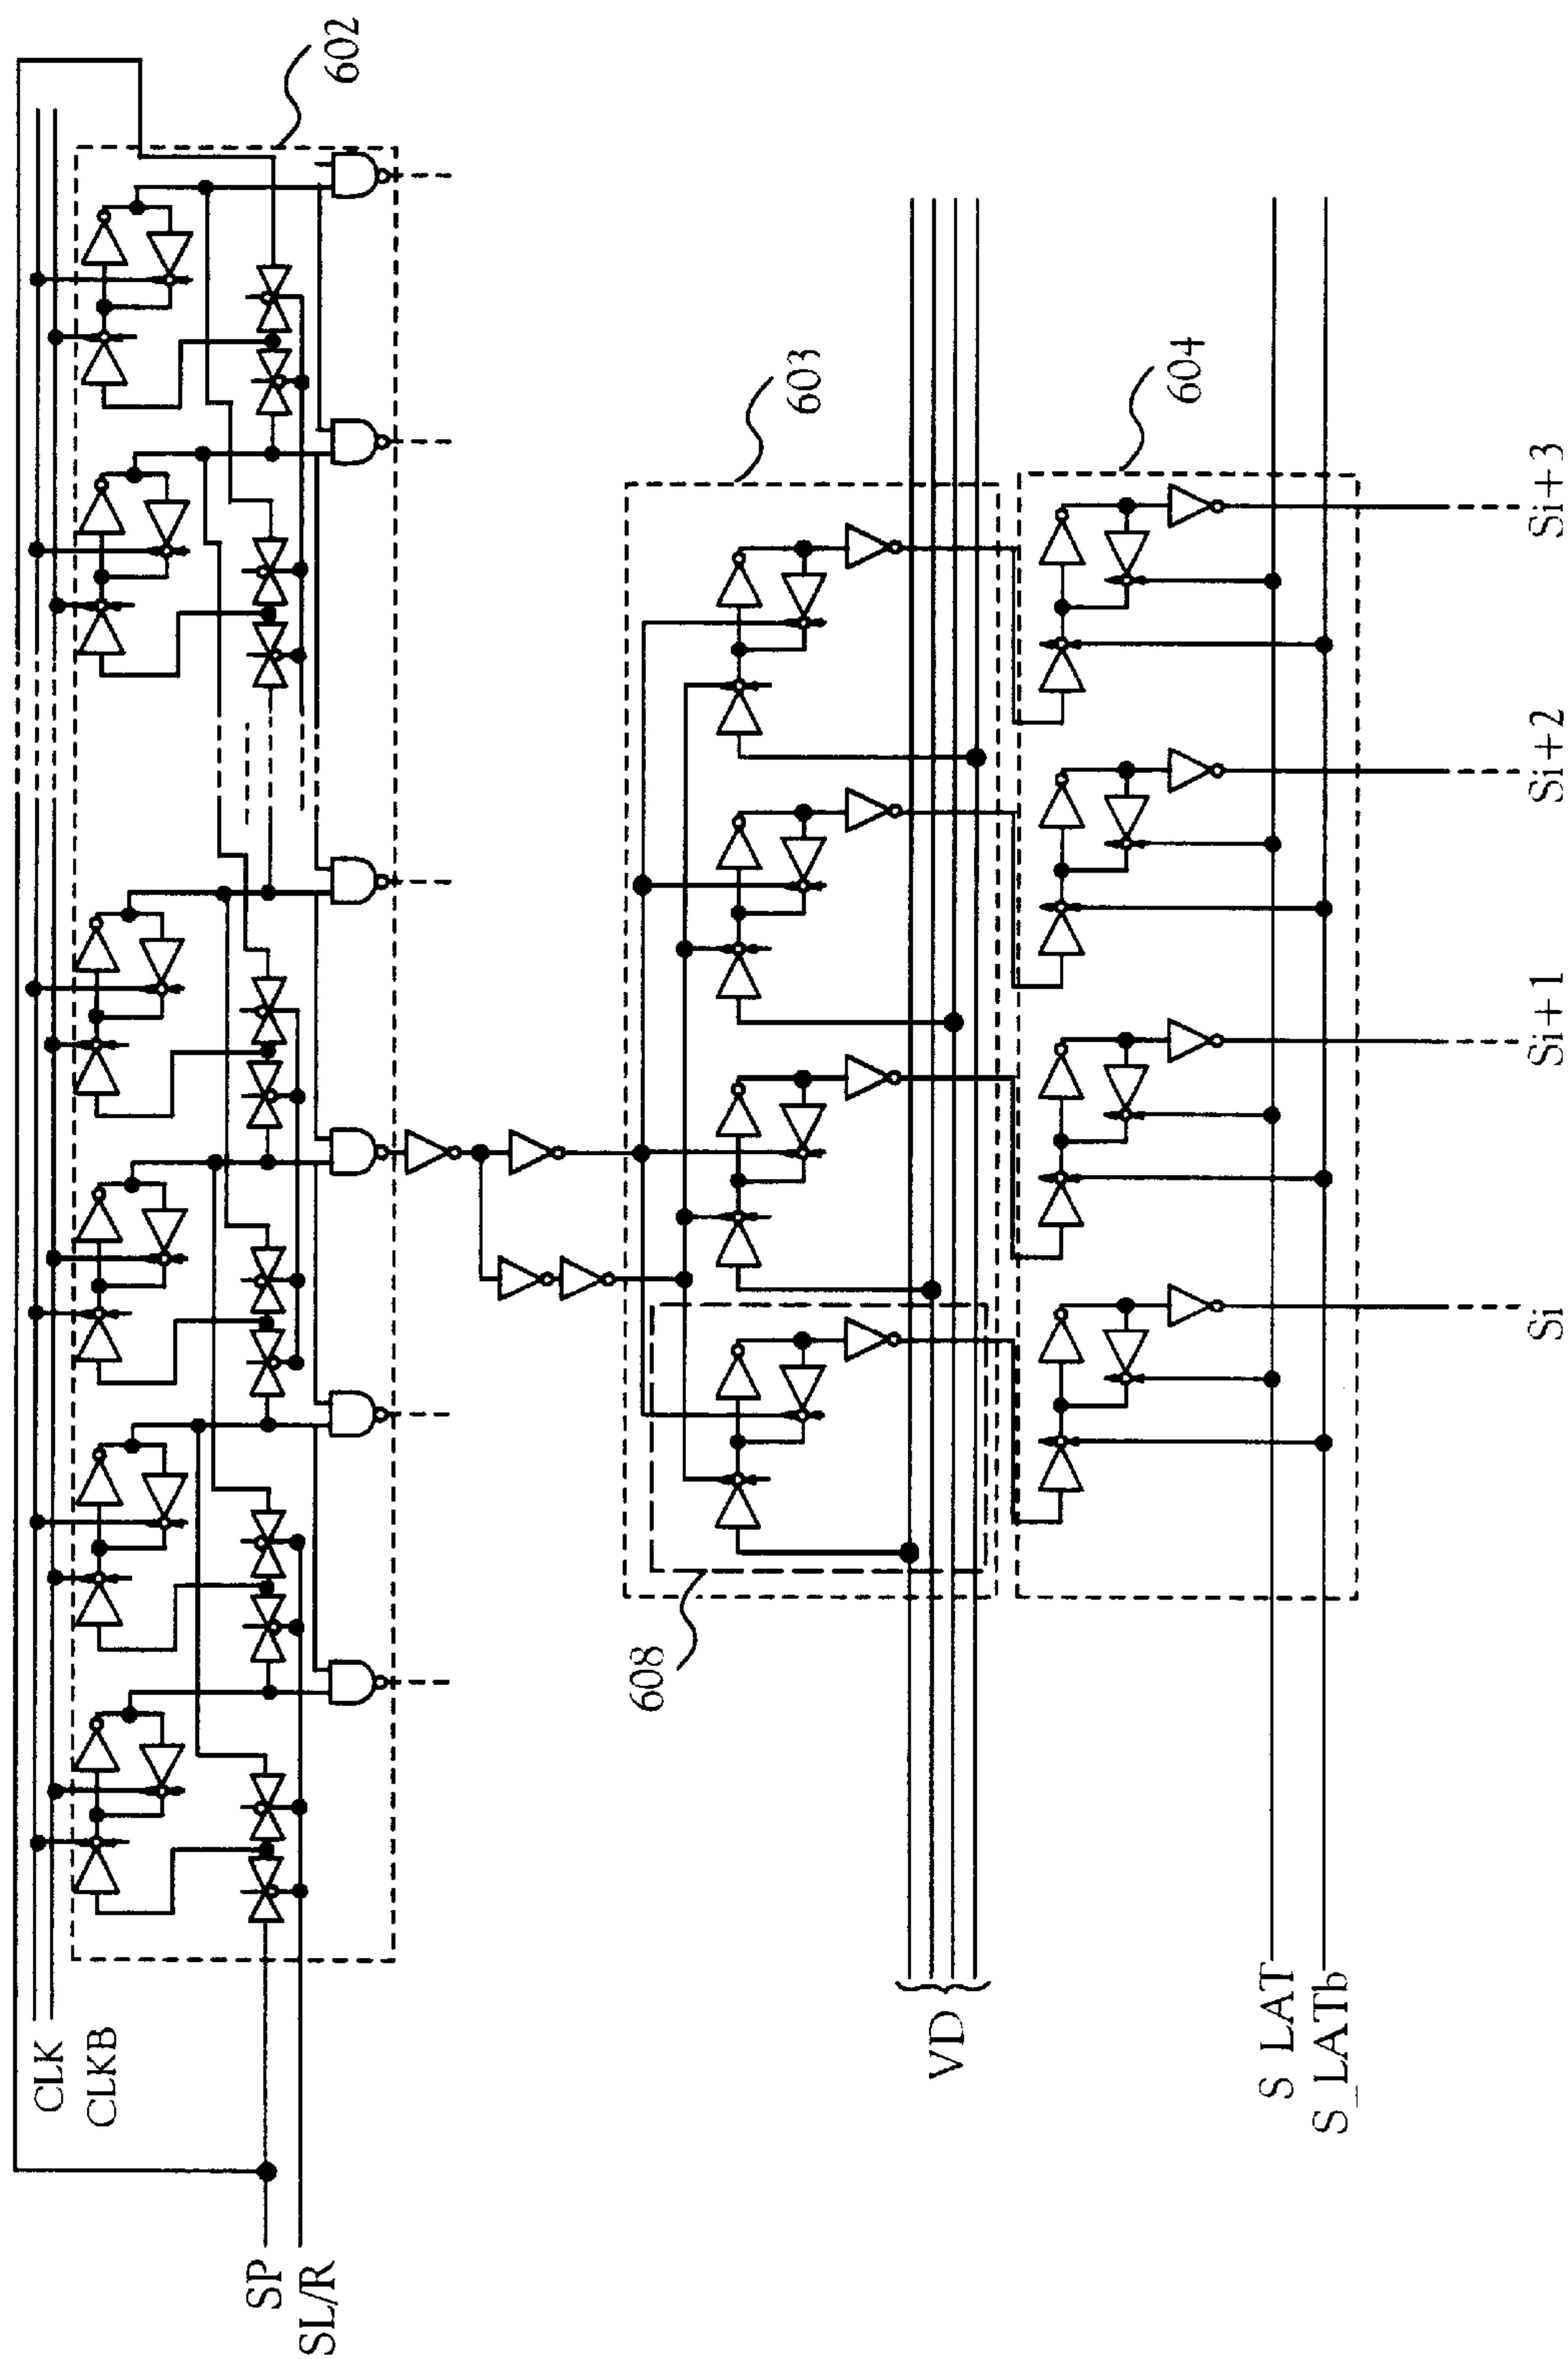 602
CLK
CLKB
SP
SL/R
603
608
VD
604
S LAT
S_LATb
Si
Si+1
Si+2
Si+3